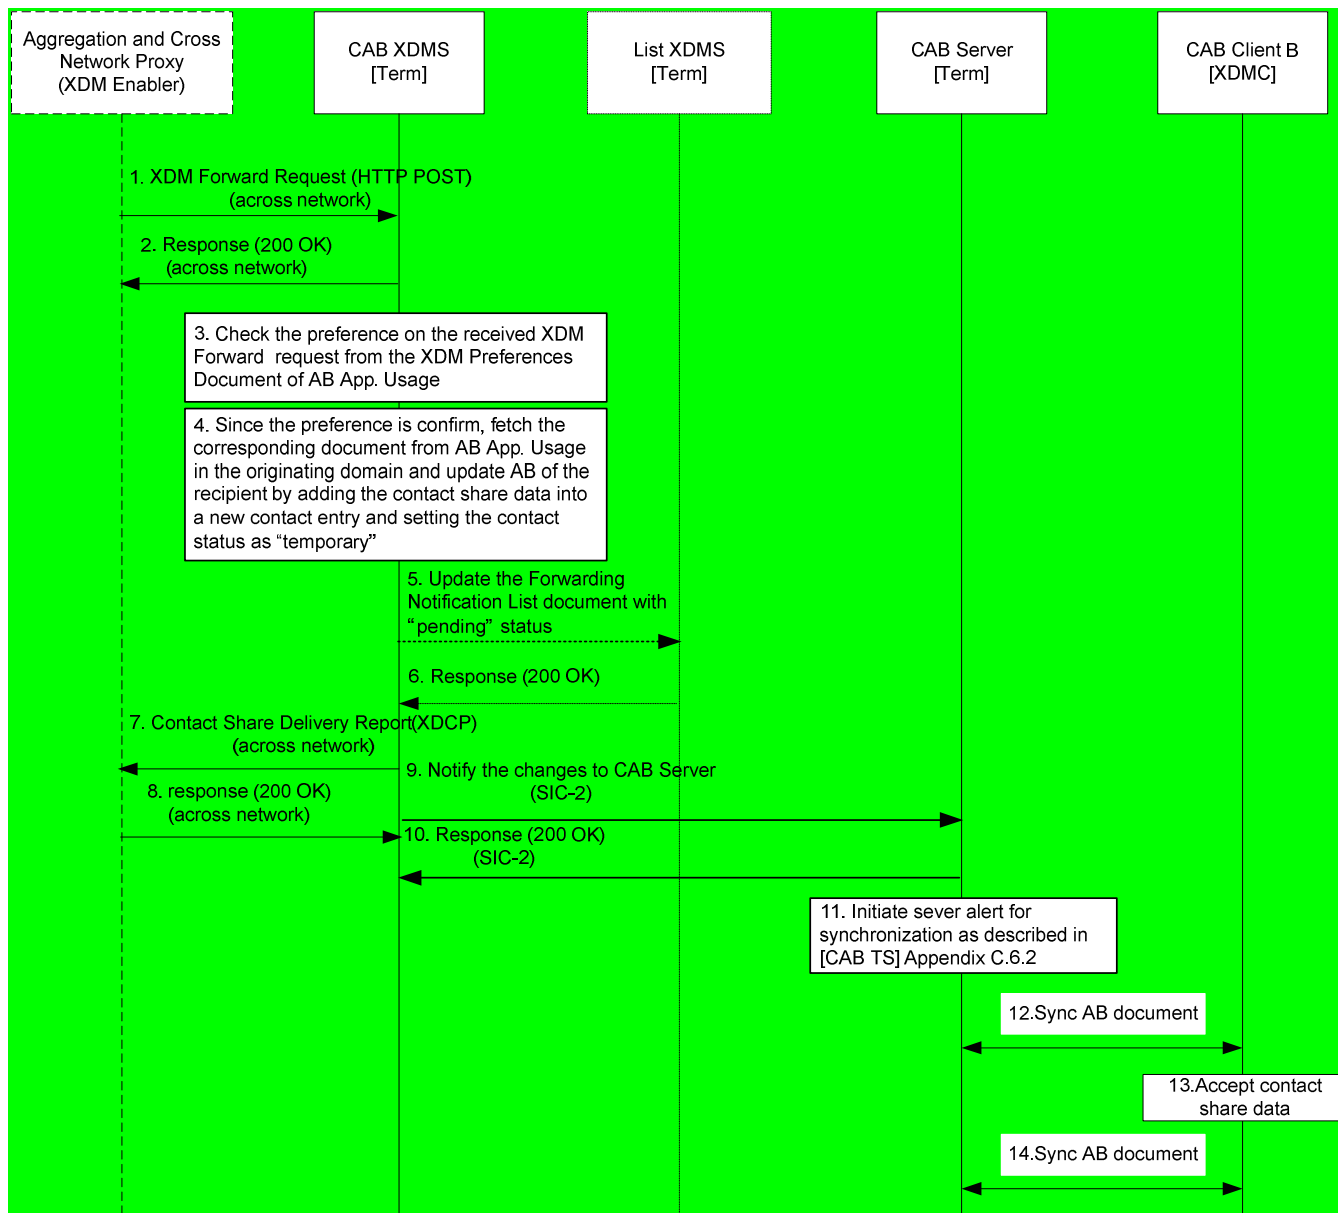 Aggregation and Cross
Network Proxy
(XDM Enabler)
CAB XDMS
[Term]
List XDMS
[Term]
CAB Server
[Term]
CAB Client B
[XDMC]
1. XDM Forward Request (HTTP POST)
(across network)
2. Response (200 OK)
(across network)
3. Check the preference on the received XDM
Forward request from the XDM Preferences
Document of AB App. Usage
4. Since the preference is confirm, fetch the
corresponding document from AB App. Usage
in the originating domain and update AB of the
recipient by adding the contact share data into
a new contact entry and setting the contact
status as “temporary”
5. Update the Forwarding
Notification List document with
“pending” status
6. Response (200 OK)
7. Contact Share Delivery Report(XDCP)
(across network)
8. response (200 OK)
(across network)
9. Notify the changes to CAB Server
(SIC-2)
10. Response (200 OK)
(SIC-2)
11. Initiate sever alert for
synchronization as described in
[CAB TS] Appendix C.6.2
12.Sync AB document
13.Accept contact
share data
14.Sync AB document